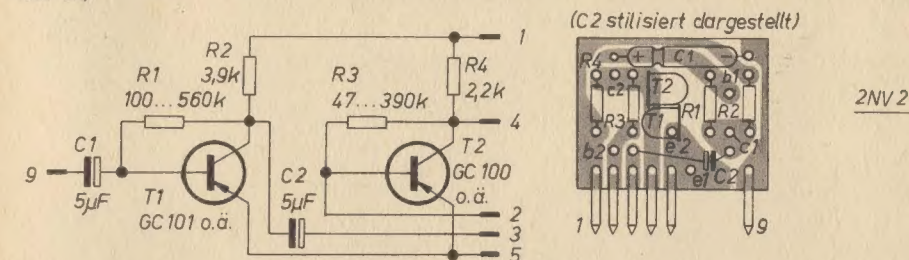 R2
3,9k
R1
100...560k
C1
9
5µF
T1
GC101 o.ä.
C2
5µF
R3
47...390k
R4
2,2k
T2
GC 100
o.ä.
1
4
2
3
5
(C2 stilisiert dargestellt)
R4
+ C1 -
c2
T2
b1
R3
T1
R1
R2
b2
e2
c1
e1
C2
1
9
2NV 2